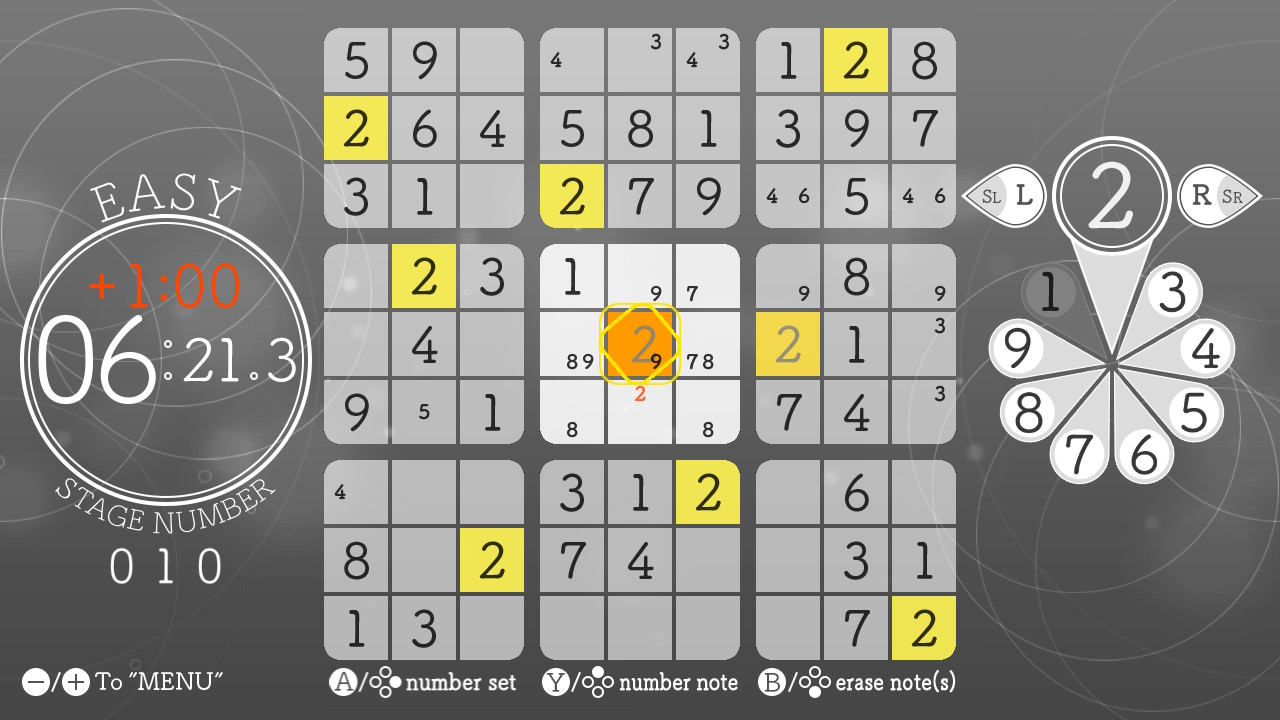 EASY
+1:00
06:21.3
STAGE NUMBER
010
5 9 4 3 4 3 1 2 8
2 6 4 5 8 1 3 9 7
3 1 2 7 9 4 6 5 4 6
2 3 1 9 7 9 8 9
4 8 9 2 9 7 8 2 1 3
9 5 1 8 2 8 7 4 3
4 3 1 2 6
8 2 7 4 3 1
1 3 7 2
SL L 2 R SR
1 3
9 4
8 5
7 6
−/+ To "MENU"
A/ number set
Y/ number note
B/ erase note(s)